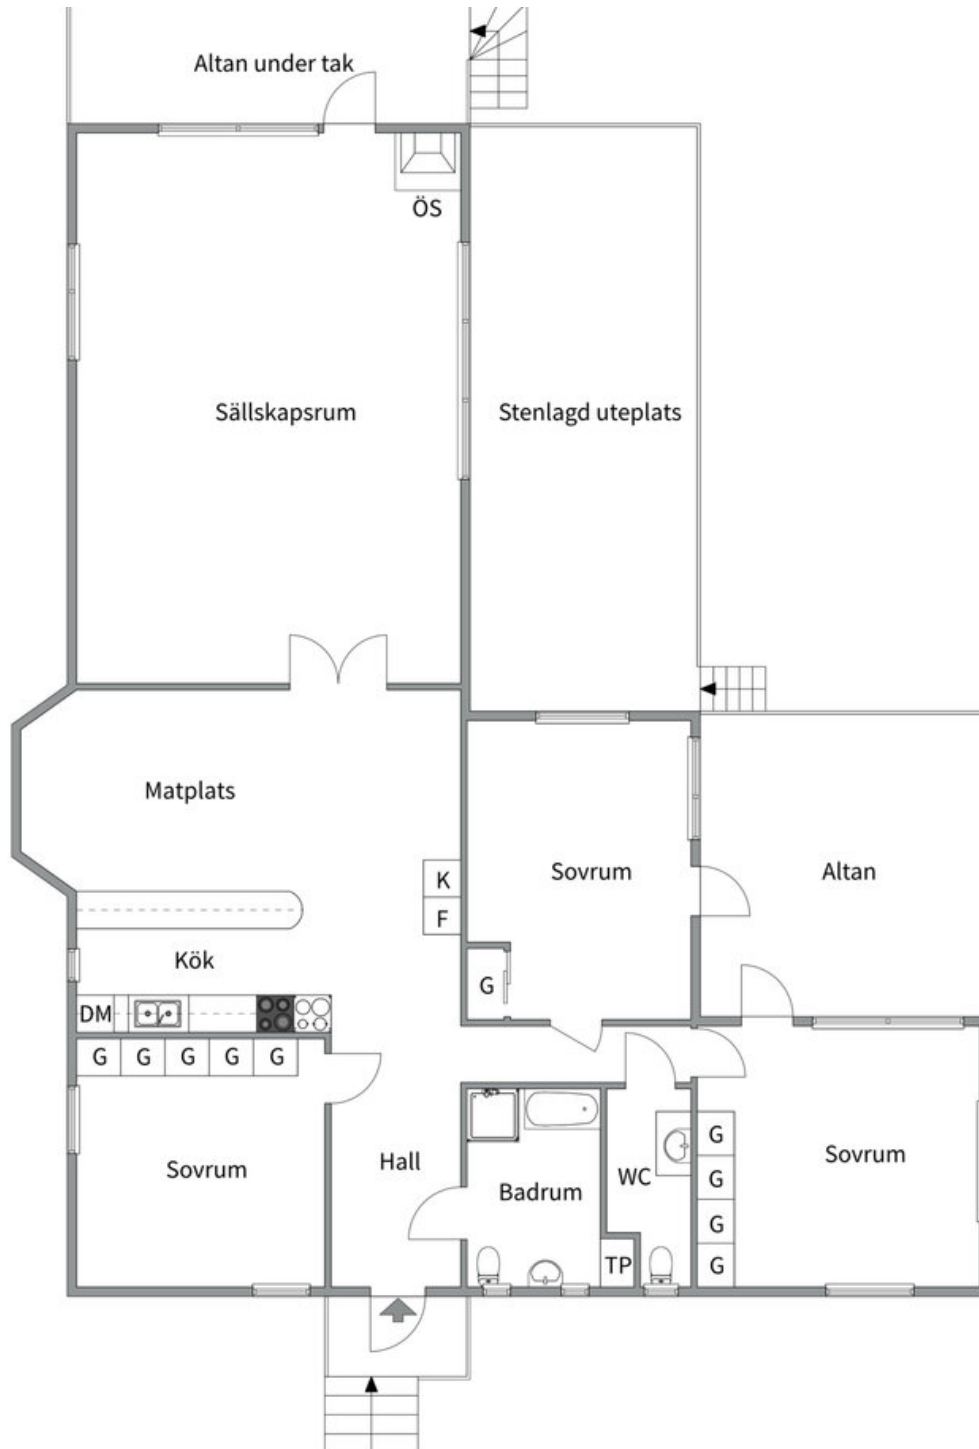 Altan under tak
ÖS
Sällskapsrum
Stenlagd uteplats
Matplats
K
F
Sovrum
Altan
Kök
G
DM
G G G G G
Sovrum
Hall
Badrum
WC
TP
G
G
G
G
Sovrum